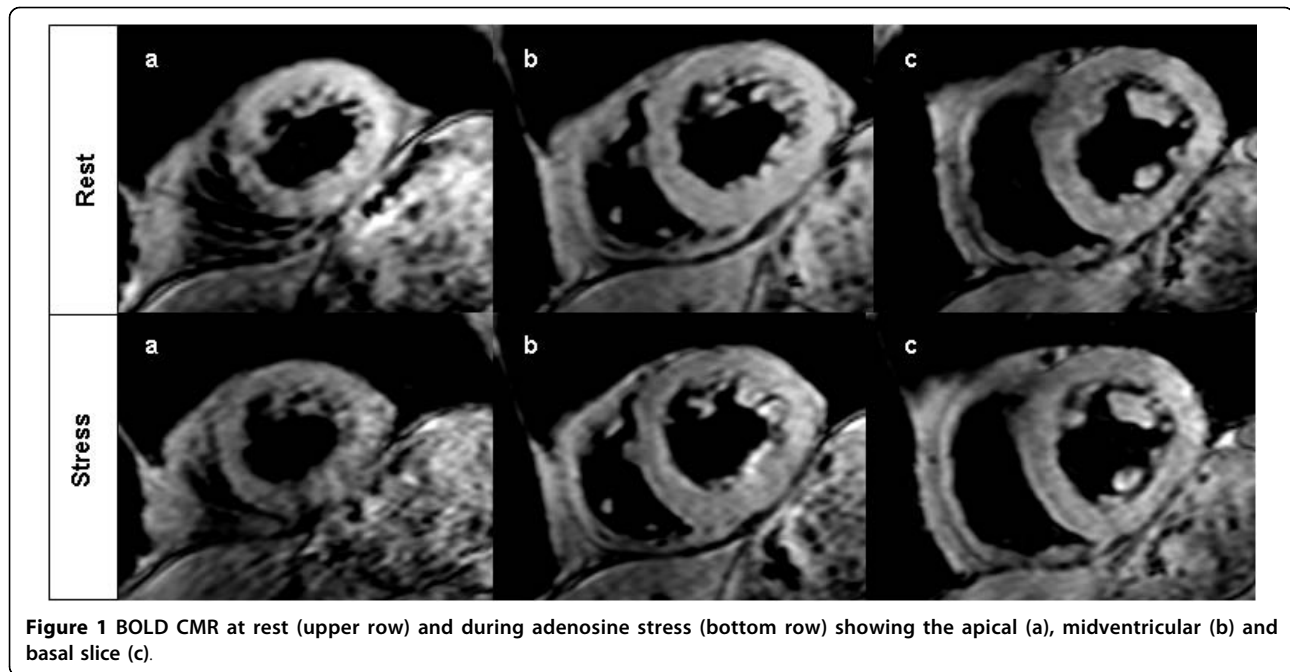 Rest
a
b
c
Stress
a
b
c
Figure 1 BOLD CMR at rest (upper row) and during adenosine stress (bottom row) showing the apical (a), midventricular (b) and
basal slice (c).